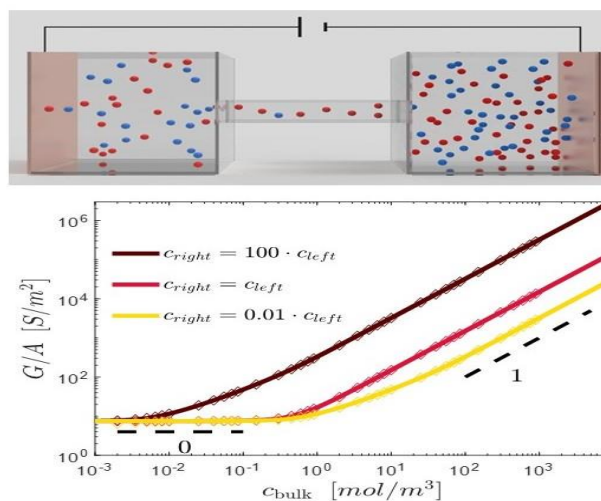 10⁶
10⁴
10²
10⁰
G/A [S/m²]
c_right = 100 · c_left
c_right = c_left
c_right = 0.01 · c_left
1
0
10⁻³ 10⁻² 10⁻¹ 10⁰ 10¹ 10² 10³
c_bulk [mol/m³]